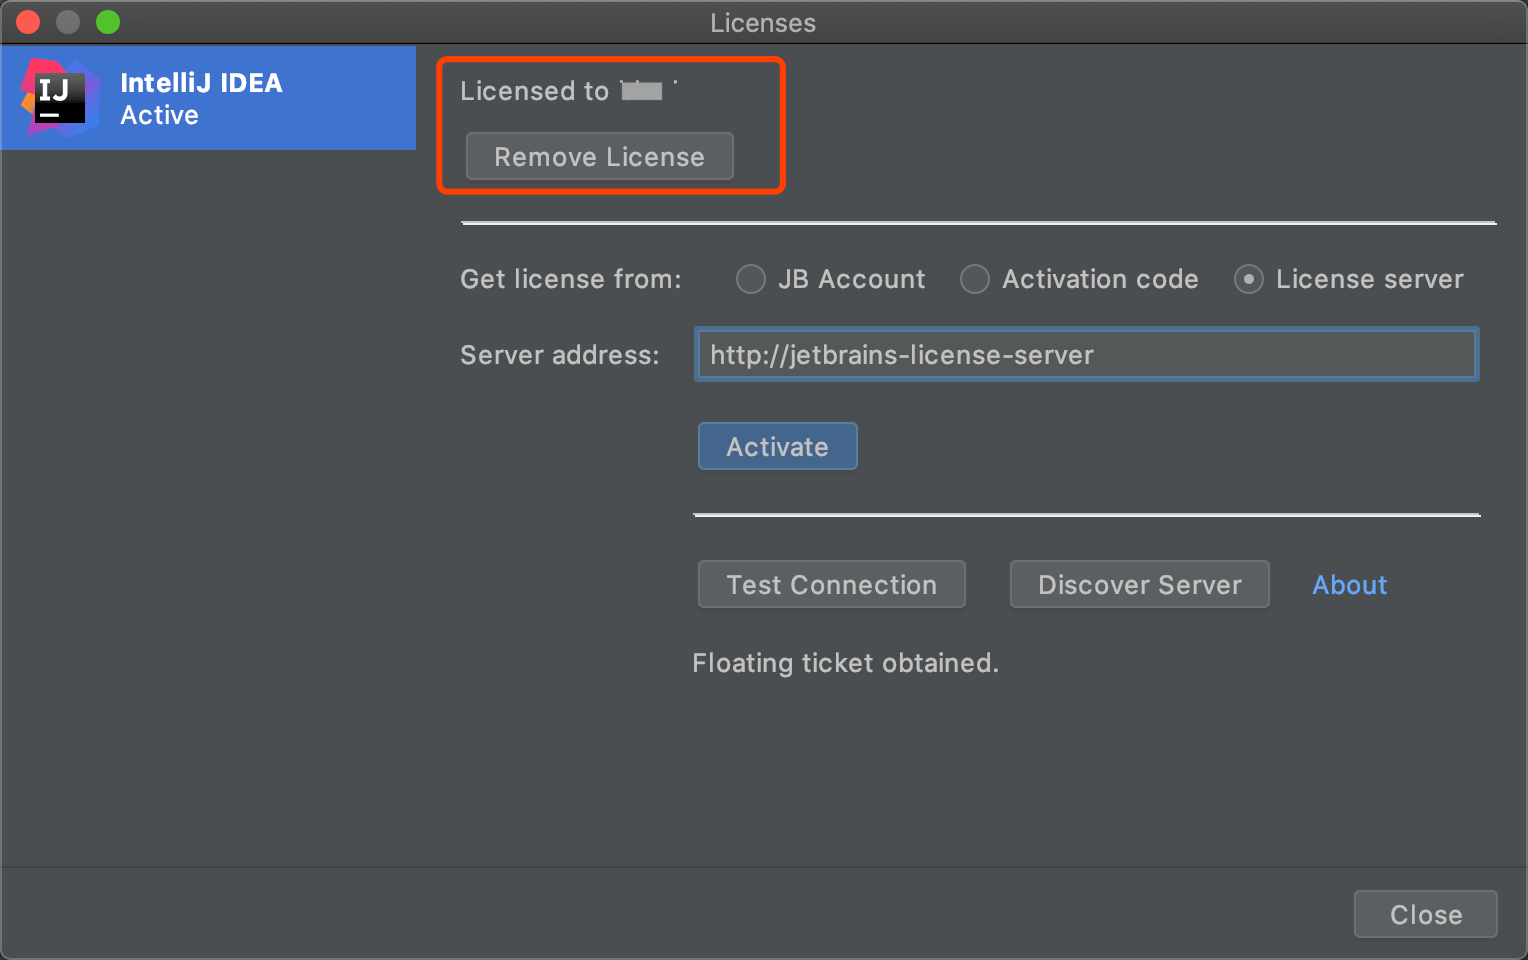 Licenses
IJ
IntelliJ IDEA
Active
Licensed to
Remove License
Get license from: JB Account Activation code License server
Server address: http://jetbrains-license-server
Activate
Test Connection Discover Server About
Floating ticket obtained.
Close